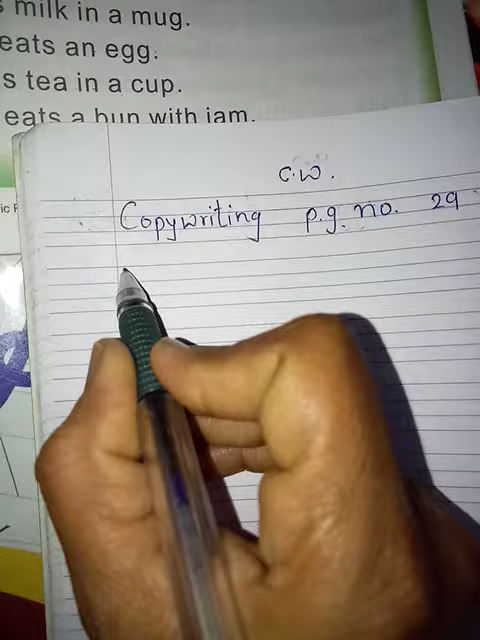 milk in a mug.
eats an egg.
s tea in a cup.
eats a bun with jam.
C.W.
Copywriting p.g. no. 29